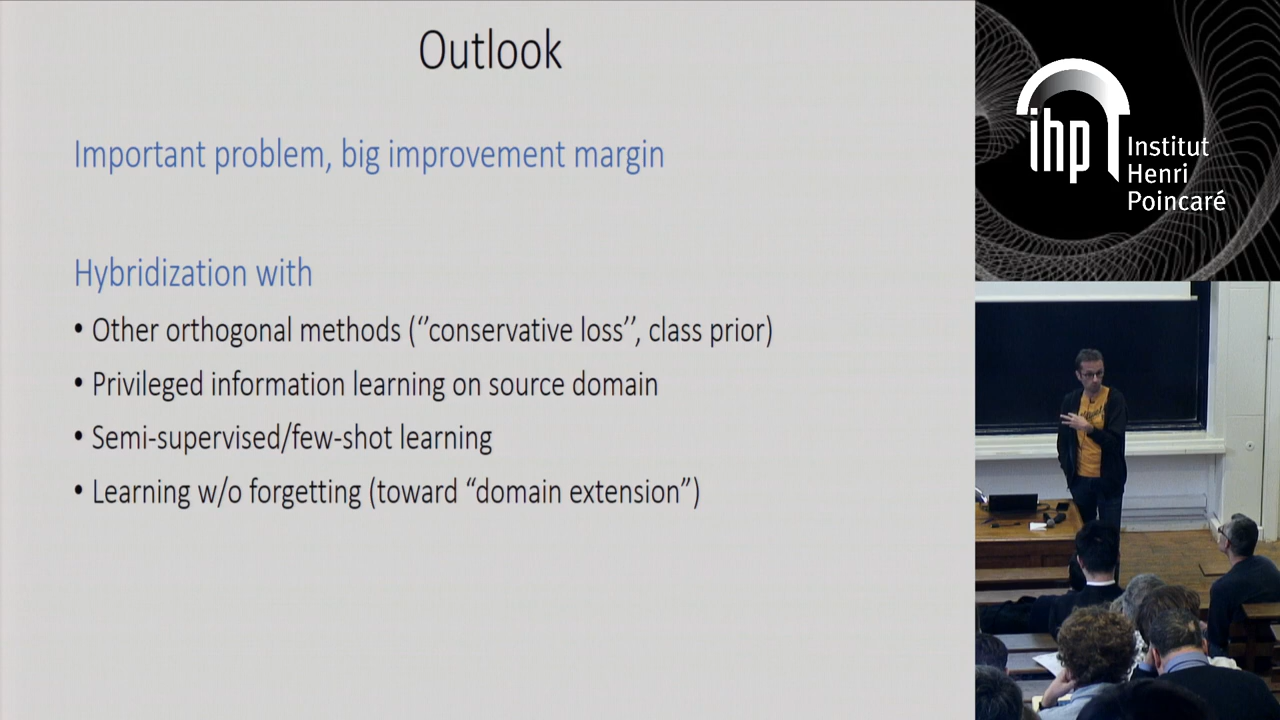 Outlook
Important problem, big improvement margin
Hybridization with
• Other orthogonal methods (‘‘conservative loss’’, class prior)
• Privileged information learning on source domain
• Semi-supervised/few-shot learning
• Learning w/o forgetting (toward “domain extension”)
ihp
Institut
Henri
Poincaré